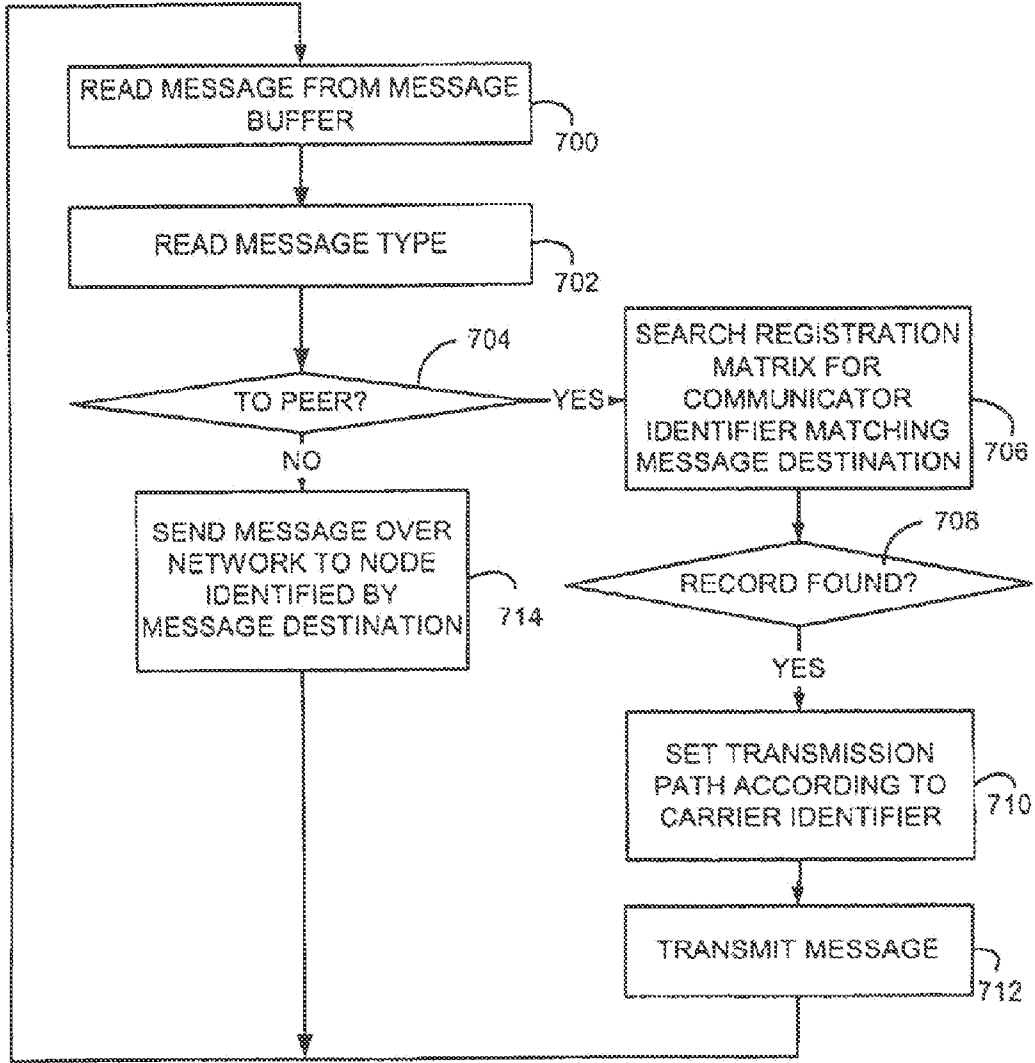 READ MESSAGE FROM MESSAGE
BUFFER
700
READ MESSAGE TYPE
702
704
TO PEER?
YES
NO
SEARCH REGISTRATION
MATRIX FOR
COMMUNICATOR
IDENTIFIER MATCHING
MESSAGE DESTINATION
706
SEND MESSAGE OVER
NETWORK TO NODE
IDENTIFIED BY
MESSAGE DESTINATION
714
708
RECORD FOUND?
YES
SET TRANSMISSION
PATH ACCORDING TO
CARRIER IDENTIFIER
710
TRANSMIT MESSAGE
712